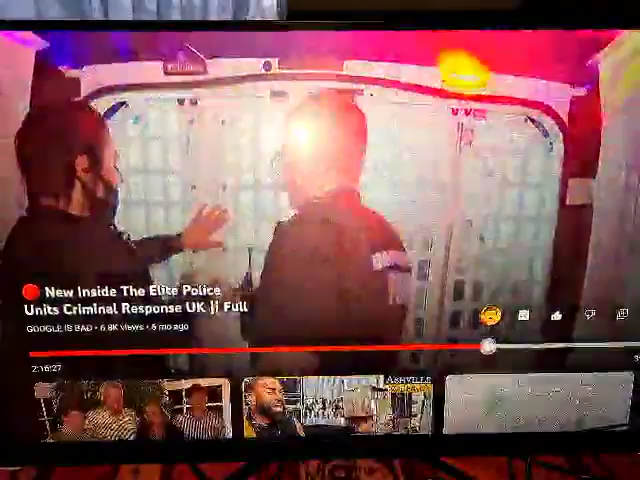 🔴 New Inside The Elite Police
Units Criminal Response UK || Full
GOOGLE IS BAD • 6.8K views • 6 mo ago
2:16:27
ASHVILLE